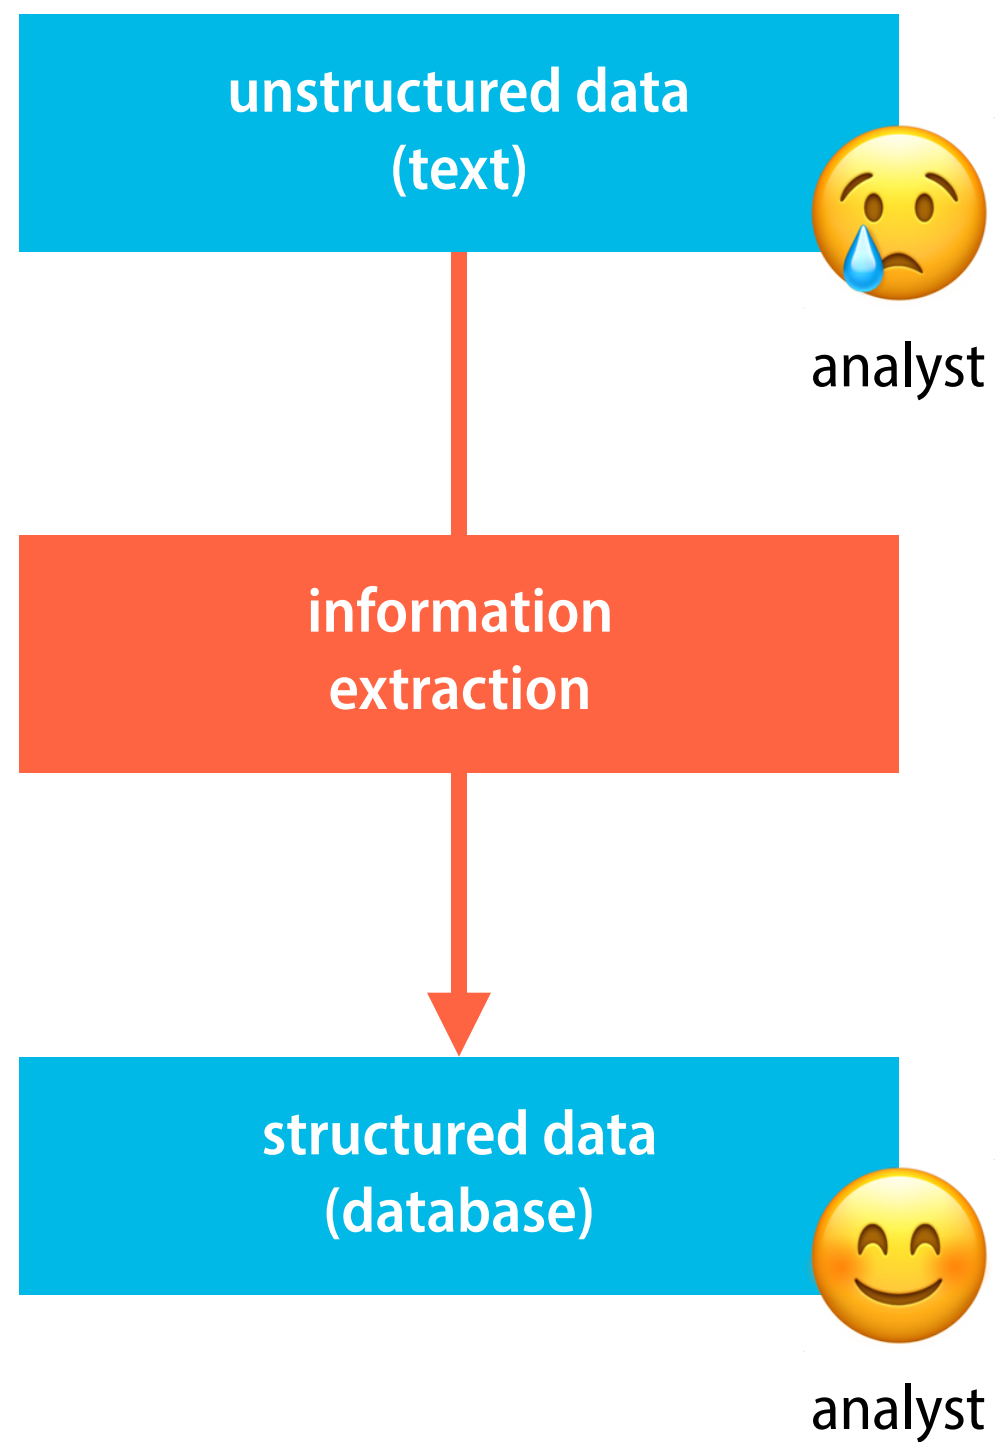 unstructured data
(text)
analyst
information
extraction
structured data
(database)
analyst